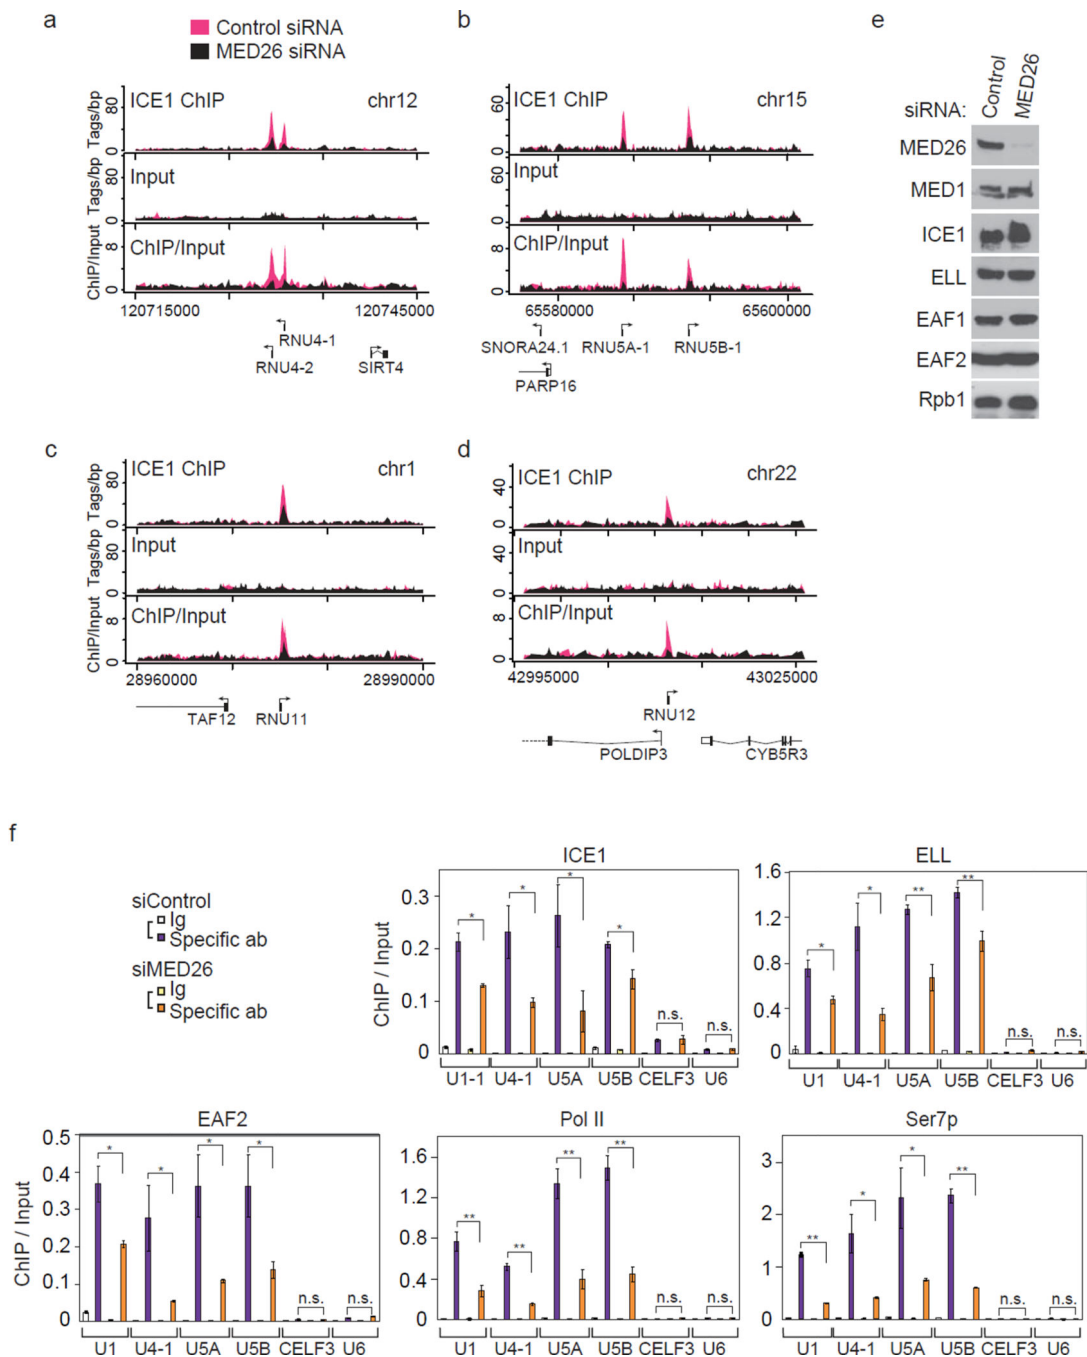 a
Control siRNA
MED26 siRNA
ICE1 ChIP
chr12
Tags/bp
80
0
Input
Tags/bp
80
0
ChIP/Input
ChIP/Input
8
0
120715000
120745000
RNU4-1
RNU4-2
SIRT4
b
ICE1 ChIP
chr15
60
0
Input
60
0
ChIP/Input
8
0
65580000
65600000
SNORA24.1
RNU5A-1
RNU5B-1
PARP16
e
siRNA:
Control
MED26
MED26
MED1
ICE1
ELL
EAF1
EAF2
Rpb1
c
ICE1 ChIP
chr1
Tags/bp
80
0
Input
Tags/bp
80
0
ChIP/Input
ChIP/Input
8
0
28960000
28990000
TAF12
RNU11
d
ICE1 ChIP
chr22
40
0
Input
40
0
ChIP/Input
8
0
42995000
43025000
RNU12
POLDIP3
CYB5R3
f
siControl
Ig
Specific ab
siMED26
Ig
Specific ab
ICE1
ChIP / Input
0.3
0.2
0.1
0
*
*
*
*
n.s.
n.s.
U1-1 U4-1 U5A U5B CELF3 U6
ELL
1.6
1.2
0.8
0.4
0
*
*
**
**
n.s.
n.s.
U1 U4-1 U5A U5B CELF3 U6
EAF2
ChIP / Input
0.5
0.4
0.3
0.2
0.1
0
*
*
*
*
n.s.
n.s.
U1 U4-1 U5A U5B CELF3 U6
Pol II
1.6
1.2
0.8
0.4
0
**
**
**
**
n.s.
n.s.
U1 U4-1 U5A U5B CELF3 U6
Ser7p
3
2
1
0
**
*
*
**
n.s.
n.s.
U1 U4-1 U5A U5B CELF3 U6